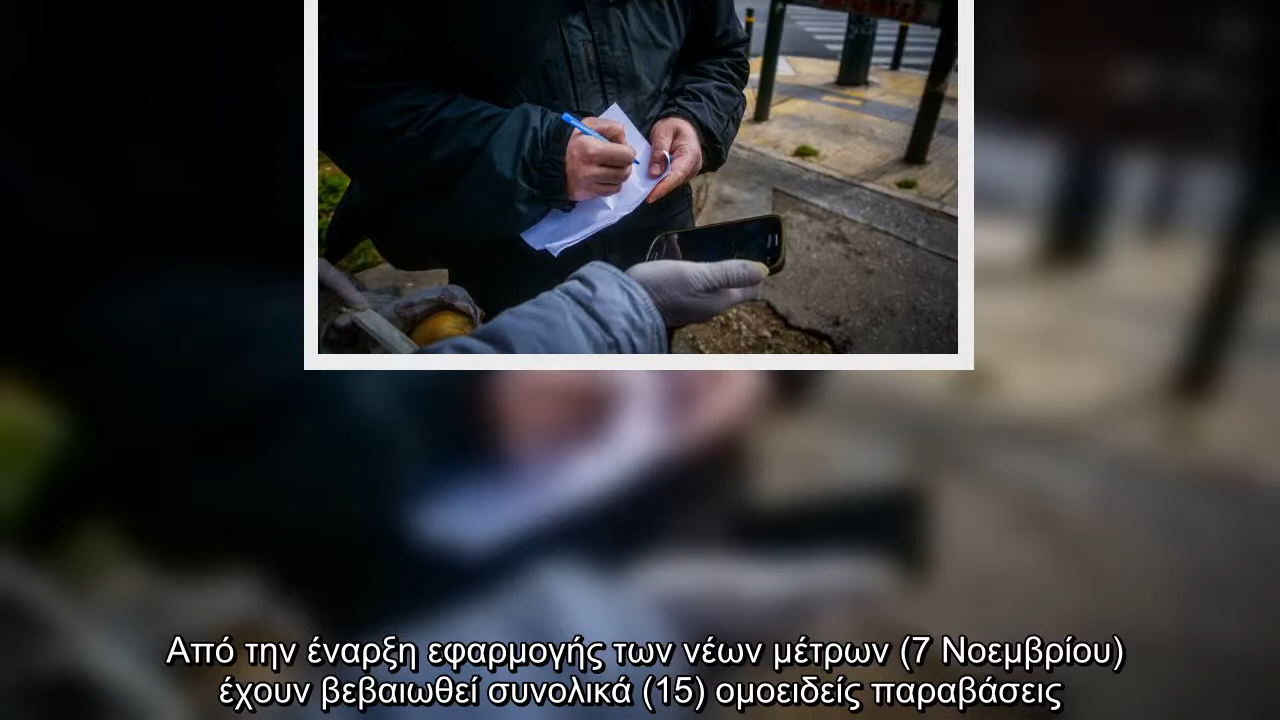 Από την έναρξη εφαρμογής των νέων μέτρων (7 Νοεμβρίου)
έχουν βεβαιωθεί συνολικά (15) ομοειδείς παραβάσεις